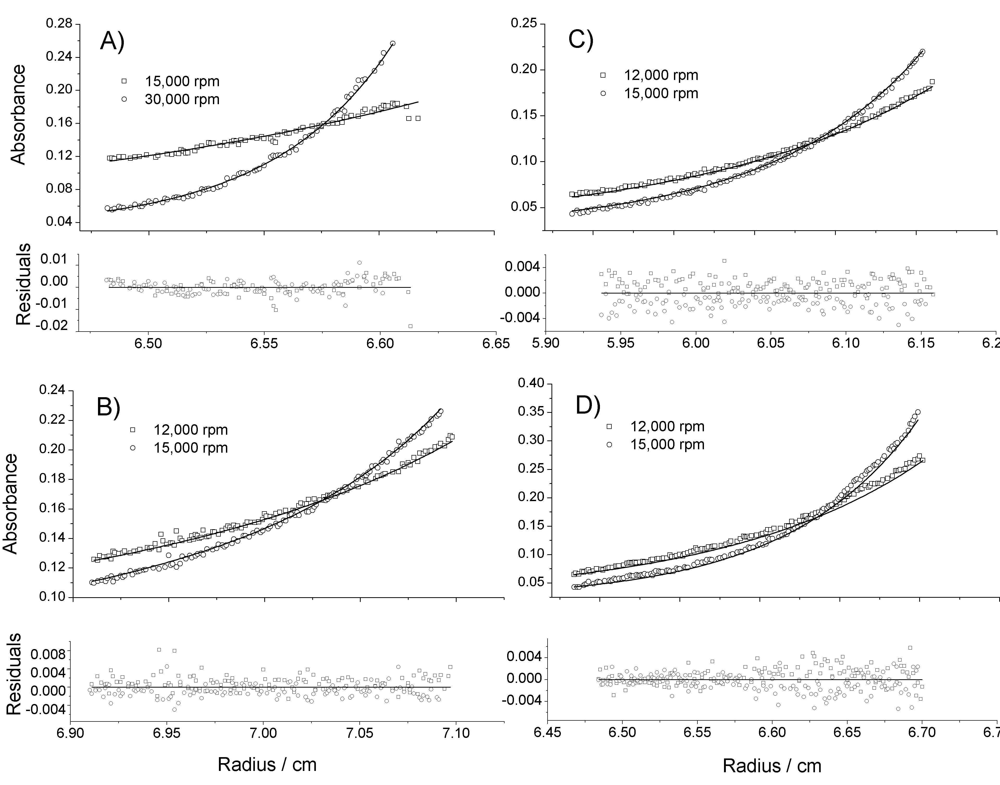 A)
Absorbance
0.28
0.24
0.20
0.16
0.12
0.08
0.04
15,000 rpm
30,000 rpm
Residuals
0.01
0.00
0.00
-0.01
-0.02
6.50 6.55 6.60 6.65
C)
0.25
0.20
0.15
0.10
0.05
12,000 rpm
15,000 rpm
0.004
0.000
-0.004
5.90 5.95 6.00 6.05 6.10 6.15 6.2
B)
Absorbance
0.24
0.22
0.20
0.18
0.16
0.14
0.12
0.10
12,000 rpm
15,000 rpm
Residuals
0.008
0.004
0.000
-0.004
6.90 6.95 7.00 7.05 7.10
Radius / cm
D)
0.40
0.35
0.30
0.25
0.20
0.15
0.10
0.05
12,000 rpm
15,000 rpm
0.004
0.000
-0.004
6.45 6.50 6.55 6.60 6.65 6.70 6.7
Radius / cm